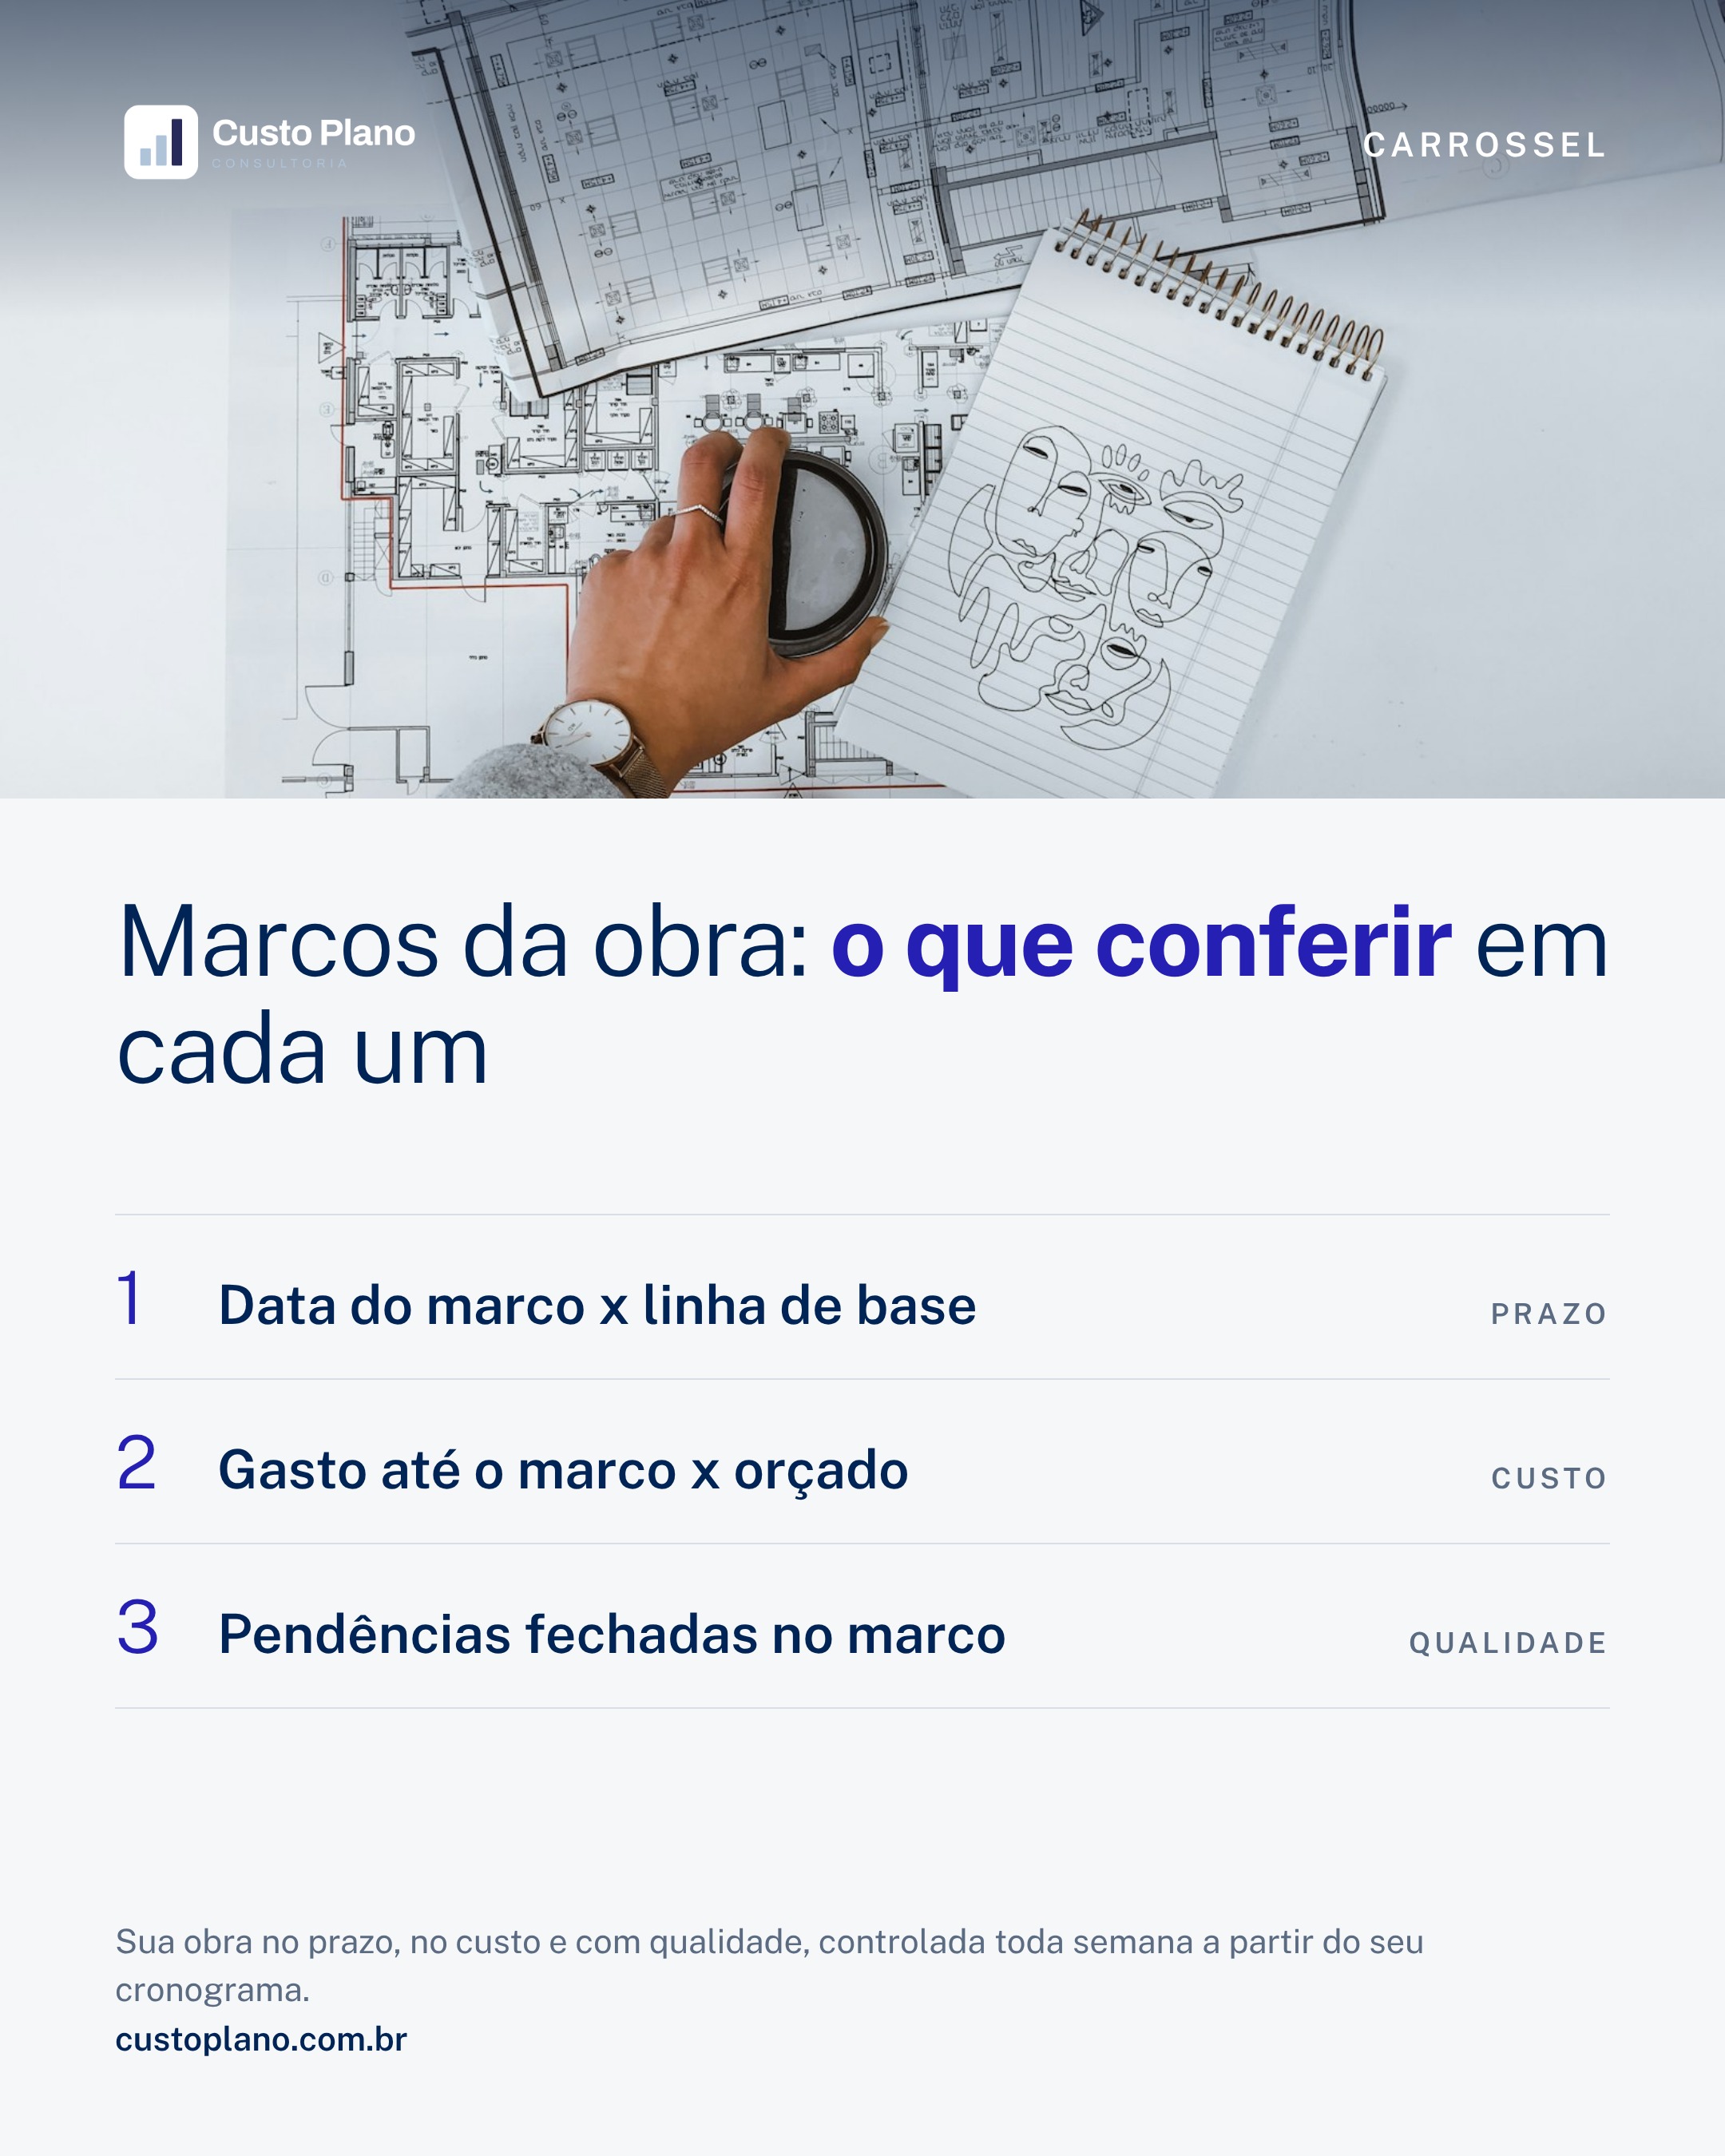 Custo Plano
CONSULTORIA
CARROSSEL
Marcos da obra: o que conferir em
cada um
1 Data do marco x linha de base PRAZO
2 Gasto até o marco x orçado CUSTO
3 Pendências fechadas no marco QUALIDADE
Sua obra no prazo, no custo e com qualidade, controlada toda semana a partir do seu
cronograma.
custoplano.com.br